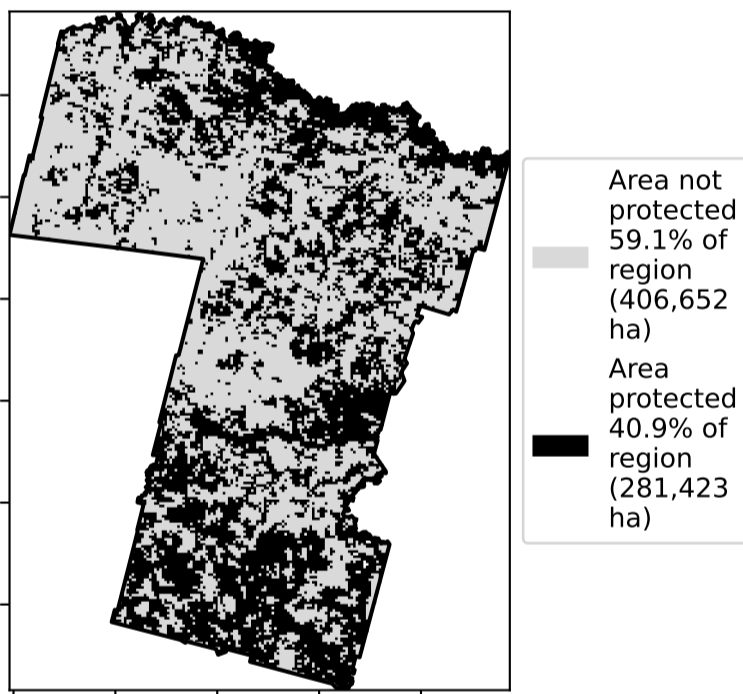 Area not
protected
59.1% of
region
(406,652
ha)
Area
protected
40.9% of
region
(281,423
ha)